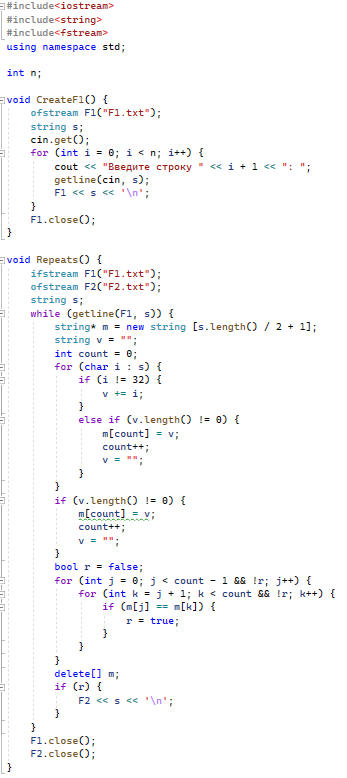 #include<iostream>
#include<string>
#include<fstream>
using namespace std;

int n;

void CreateF1() {
    ofstream F1("F1.txt");
    string s;
    cin.get();
    for (int i = 0; i < n; i++) {
        cout << "Введите строку " << i + 1 << ": ";
        getline(cin, s);
        F1 << s << '\n';
    }
    F1.close();
}

void Repeats() {
    ifstream F1("F1.txt");
    ofstream F2("F2.txt");
    string s;
    while (getline(F1, s)) {
        string* m = new string [s.length() / 2 + 1];
        string v = "";
        int count = 0;
        for (char i : s) {
            if (i != 32) {
                v += i;
            }
            else if (v.length() != 0) {
                m[count] = v;
                count++;
                v = "";
            }
        }
        if (v.length() != 0) {
            m[count] = v;
            count++;
            v = "";
        }
        bool r = false;
        for (int j = 0; j < count - 1 && !r; j++) {
            for (int k = j + 1; k < count && !r; k++) {
                if (m[j] == m[k]) {
                    r = true;
                }
            }
        }
        delete[] m;
        if (r) {
            F2 << s << '\n';
        }
    }
    F1.close();
    F2.close();
}